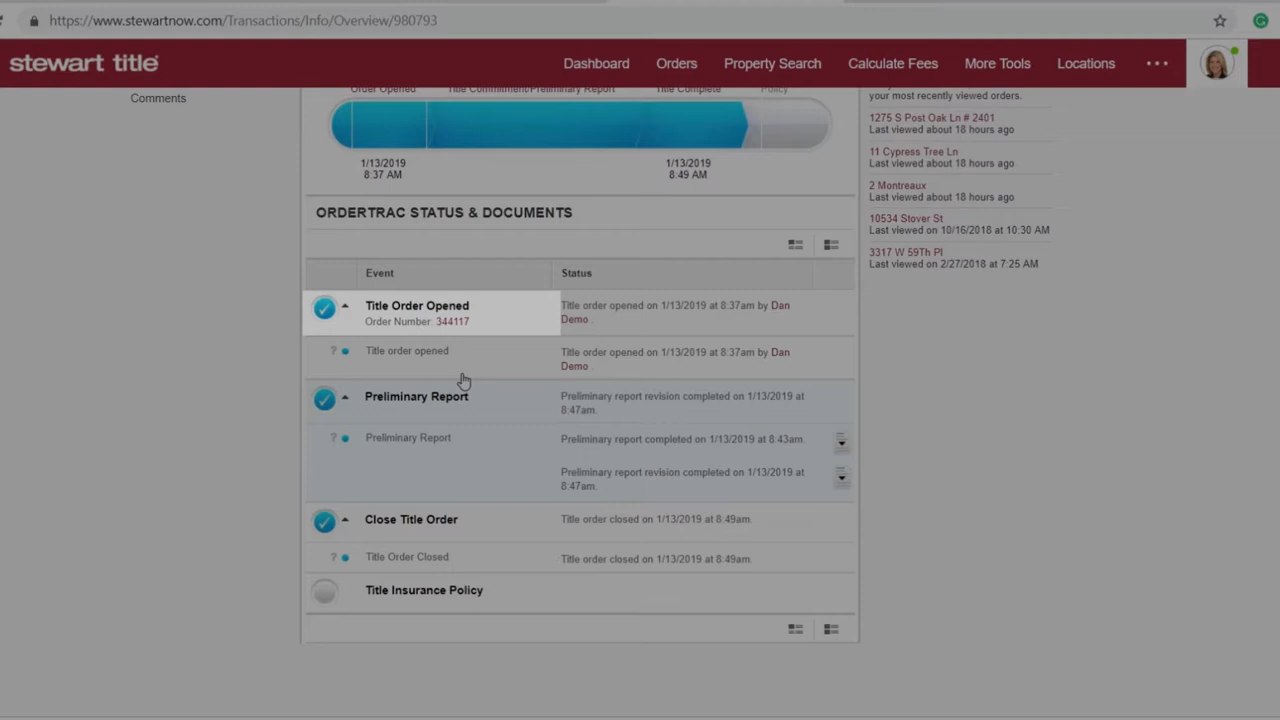 https://www.stewartnow.com/Transactions/Info/Overview/980793
stewart title
Dashboard
Orders
Property Search
Calculate Fees
More Tools
Locations
Comments
Order Opened
Title Commitment/Preliminary Report
Title Complete
Policy
1/13/2019
8:37 AM
1/13/2019
8:49 AM
your most recently viewed orders.
1275 S Post Oak Ln # 2401
Last viewed about 18 hours ago
11 Cypress Tree Ln
Last viewed about 18 hours ago
2 Montreaux
Last viewed about 18 hours ago
10534 Stover St
Last viewed on 10/16/2018 at 10:30 AM
3317 W 59Th Pl
Last viewed on 2/27/2018 at 7:25 AM
ORDERTRAC STATUS & DOCUMENTS
Event
Status
Title Order Opened
Order Number: 344117
Title order opened on 1/13/2019 at 8:37am by Dan
Demo .
? Title order opened
Title order opened on 1/13/2019 at 8:37am by Dan
Demo .
Preliminary Report
Preliminary report revision completed on 1/13/2019 at
8:47am.
? Preliminary Report
Preliminary report completed on 1/13/2019 at 8:43am.
Preliminary report revision completed on 1/13/2019 at
8:47am.
Close Title Order
Title order closed on 1/13/2019 at 8:49am.
? Title Order Closed
Title order closed on 1/13/2019 at 8:49am.
Title Insurance Policy